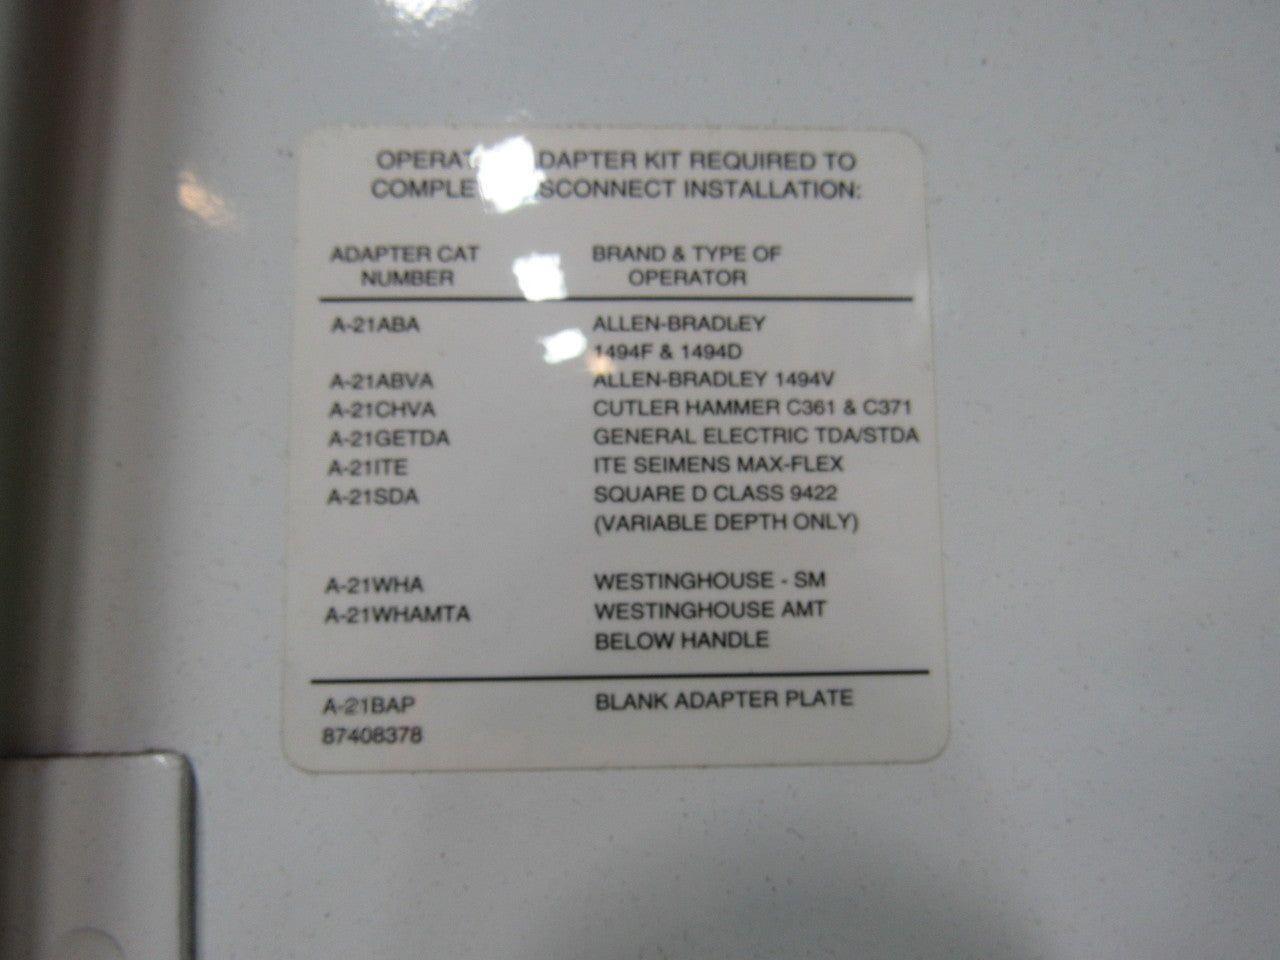 OPERAT ADAPTER KIT REQUIRED TO
COMPLE DISCONNECT INSTALLATION:
ADAPTER CAT NUMBER BRAND & TYPE OF OPERATOR
A-21ABA ALLEN-BRADLEY
1494F & 1494D
A-21ABVA ALLEN-BRADLEY 1494V
A-21CHVA CUTLER HAMMER C361 & C371
A-21GETDA GENERAL ELECTRIC TDA/STDA
A-21ITE ITE SEIMENS MAX-FLEX
A-21SDA SQUARE D CLASS 9422
(VARIABLE DEPTH ONLY)
A-21WHA WESTINGHOUSE - SM
A-21WHAMTA WESTINGHOUSE AMT
BELOW HANDLE
A-21BAP BLANK ADAPTER PLATE
87408378